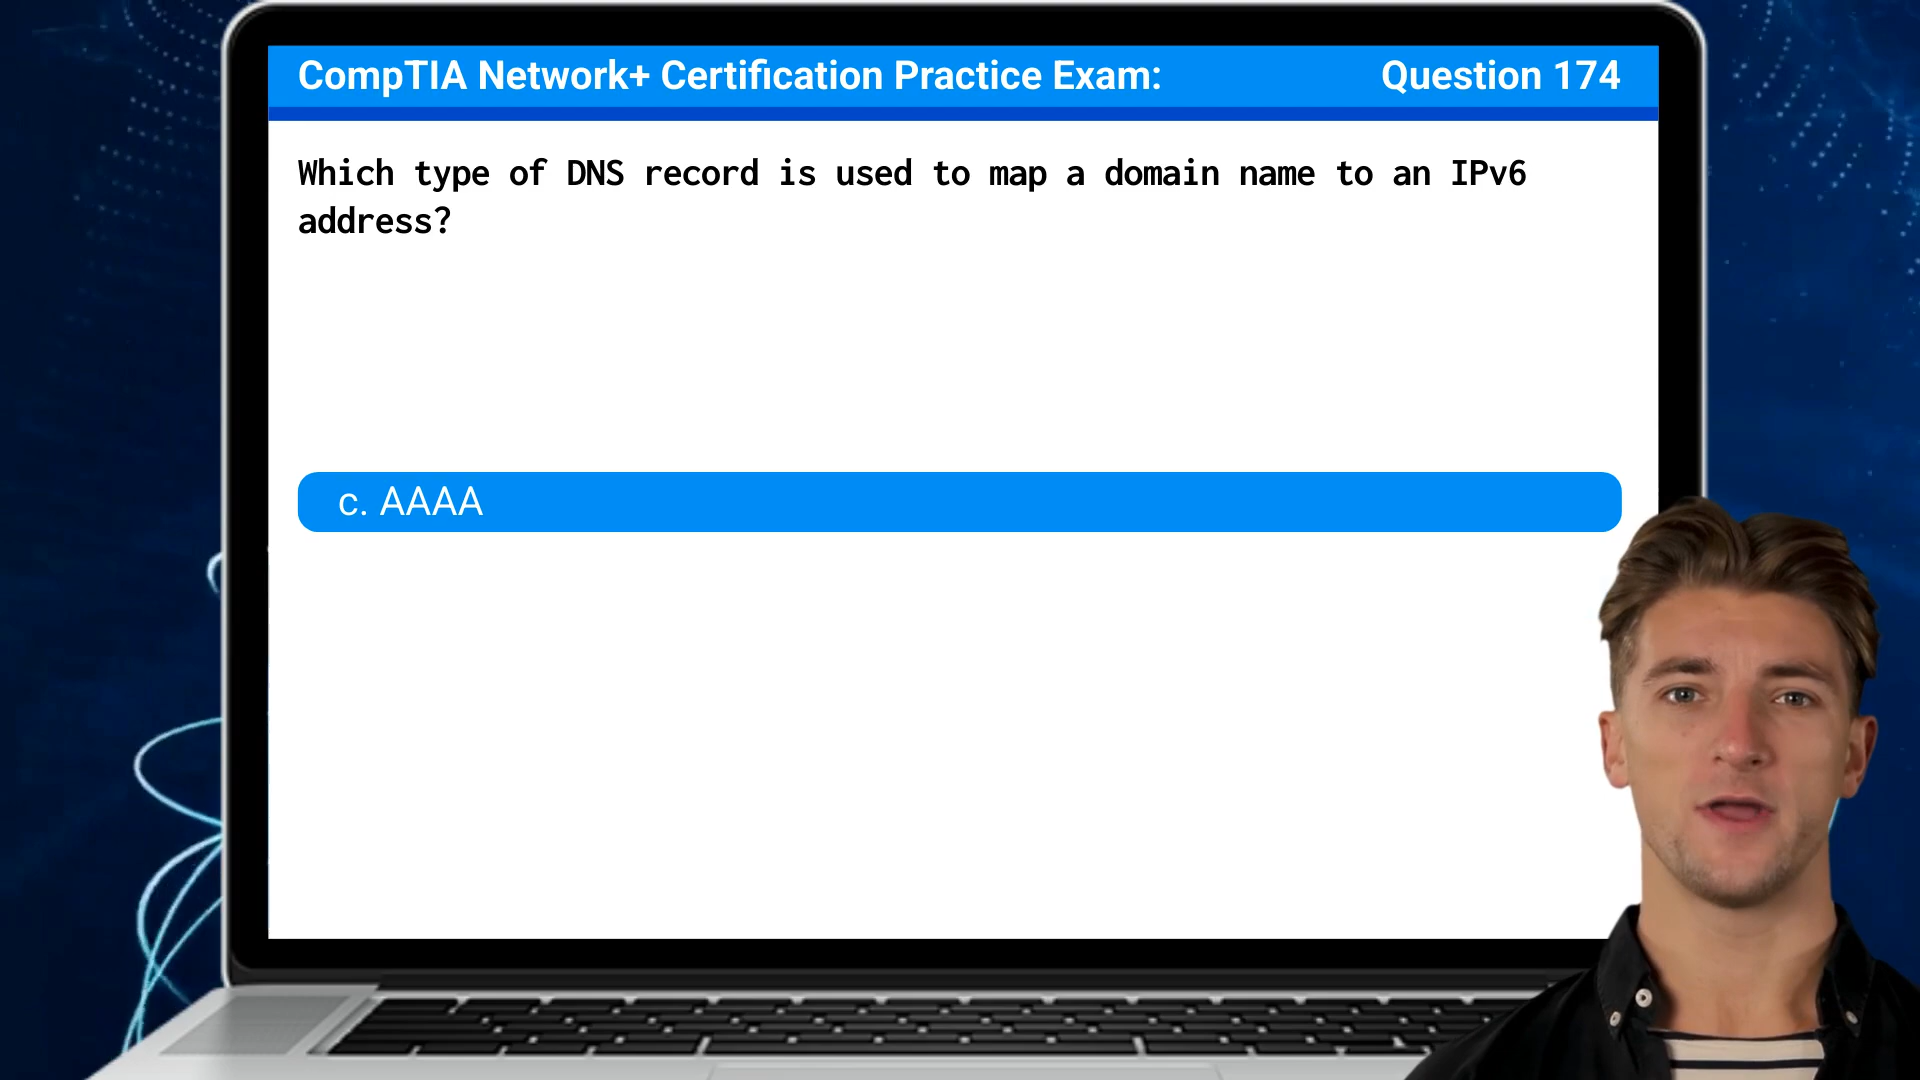 CompTIA Network+ Certification Practice Exam: Question 174
Which type of DNS record is used to map a domain name to an IPv6
address?
c. AAAA